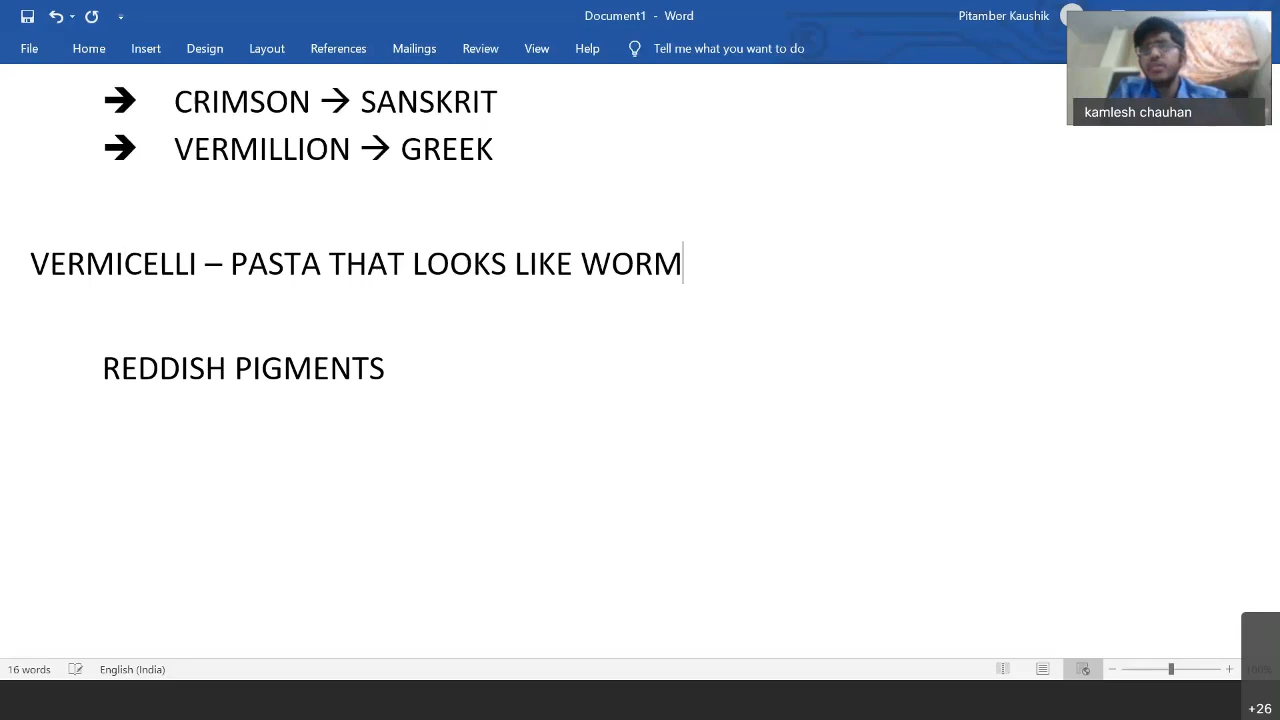 Document1 - Word
Pitamber Kaushik
File Home Insert Design Layout References Mailings Review View Help Tell me what you want to do
kamlesh chauhan
➔ CRIMSON → SANSKRIT
➔ VERMILLION → GREEK
VERMICELLI – PASTA THAT LOOKS LIKE WORM
REDDISH PIGMENTS
16 words English (India) 100%
+26